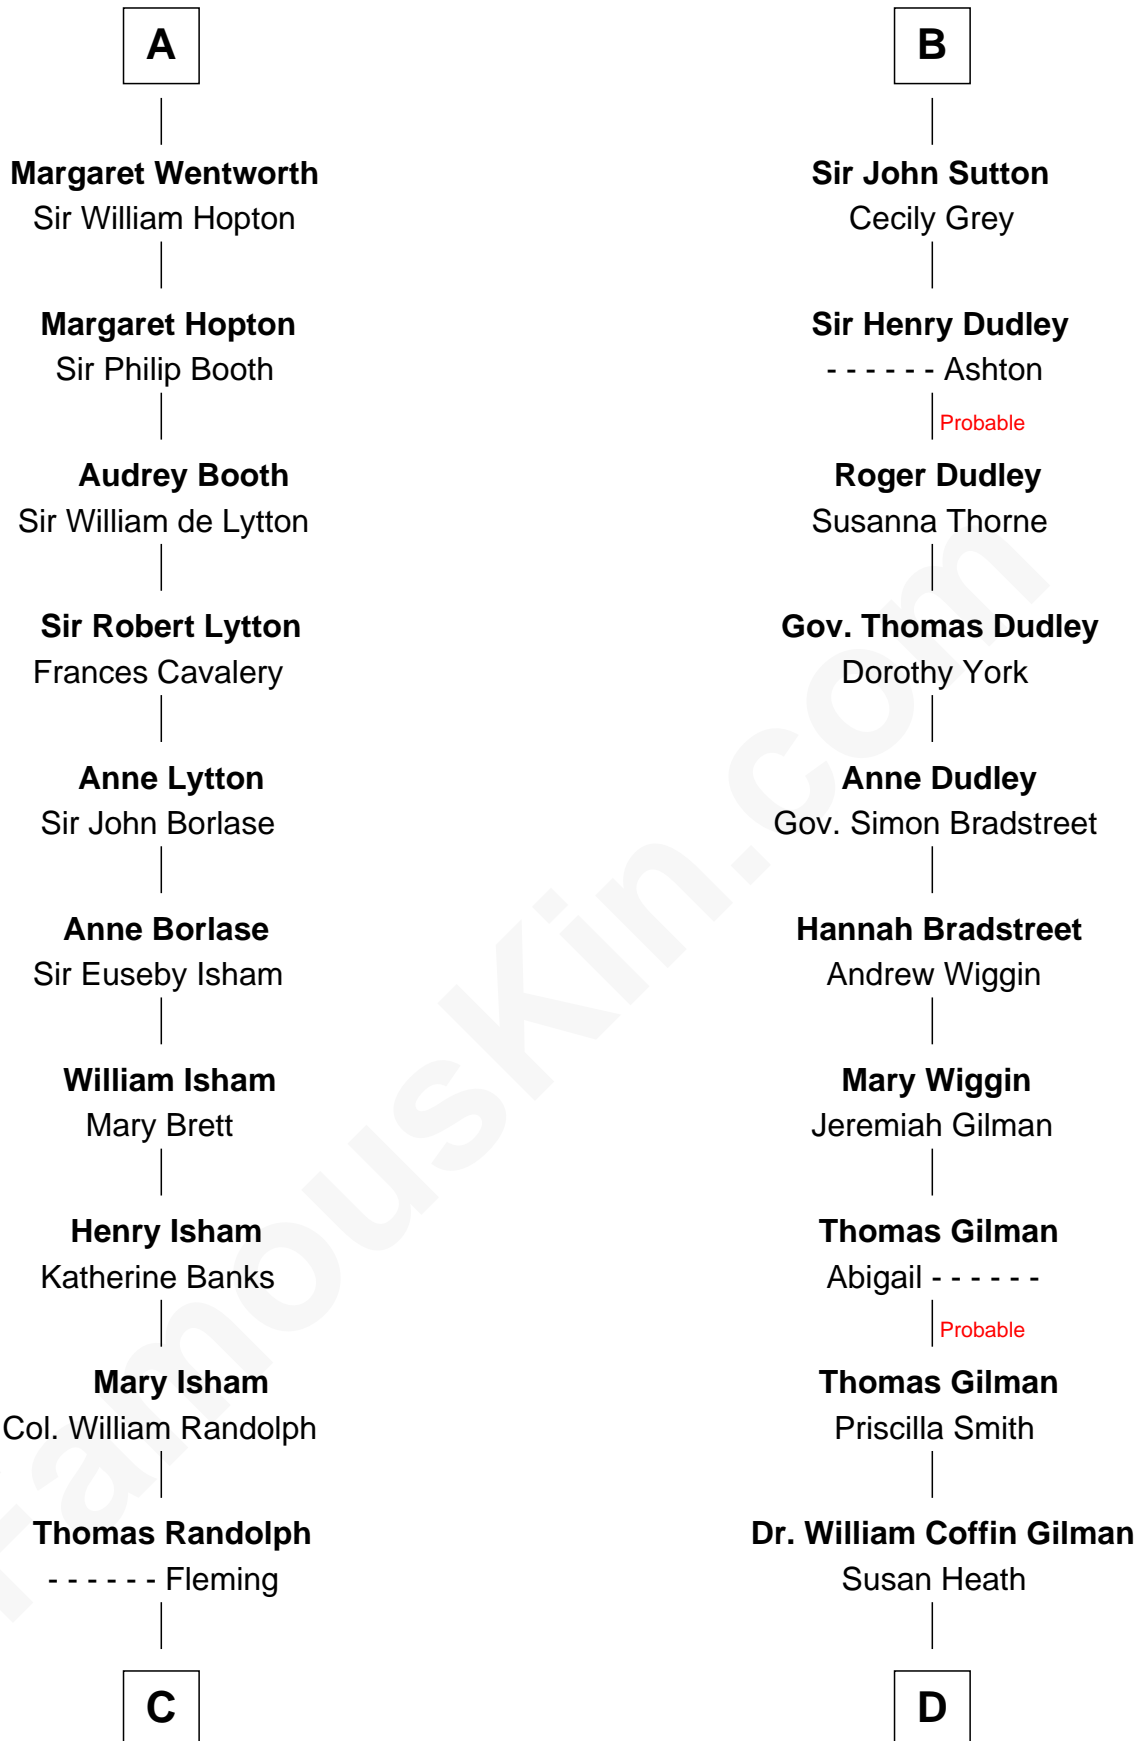 A
Margaret Wentworth
Sir William Hopton
Margaret Hopton
Sir Philip Booth
Audrey Booth
Sir William de Lytton
Sir Robert Lytton
Frances Cavalery
Anne Lytton
Sir John Borlase
Anne Borlase
Sir Euseby Isham
William Isham
Mary Brett
Henry Isham
Katherine Banks
Mary Isham
Col. William Randolph
Thomas Randolph
- - - - - - Fleming
C
B
Sir John Sutton
Cecily Grey
Sir Henry Dudley
- - - - - - Ashton
Probable
Roger Dudley
Susanna Thorne
Gov. Thomas Dudley
Dorothy York
Anne Dudley
Gov. Simon Bradstreet
Hannah Bradstreet
Andrew Wiggin
Mary Wiggin
Jeremiah Gilman
Thomas Gilman
Abigail - - - - - -
Probable
Thomas Gilman
Priscilla Smith
Dr. William Coffin Gilman
Susan Heath
D
FamousKin.com